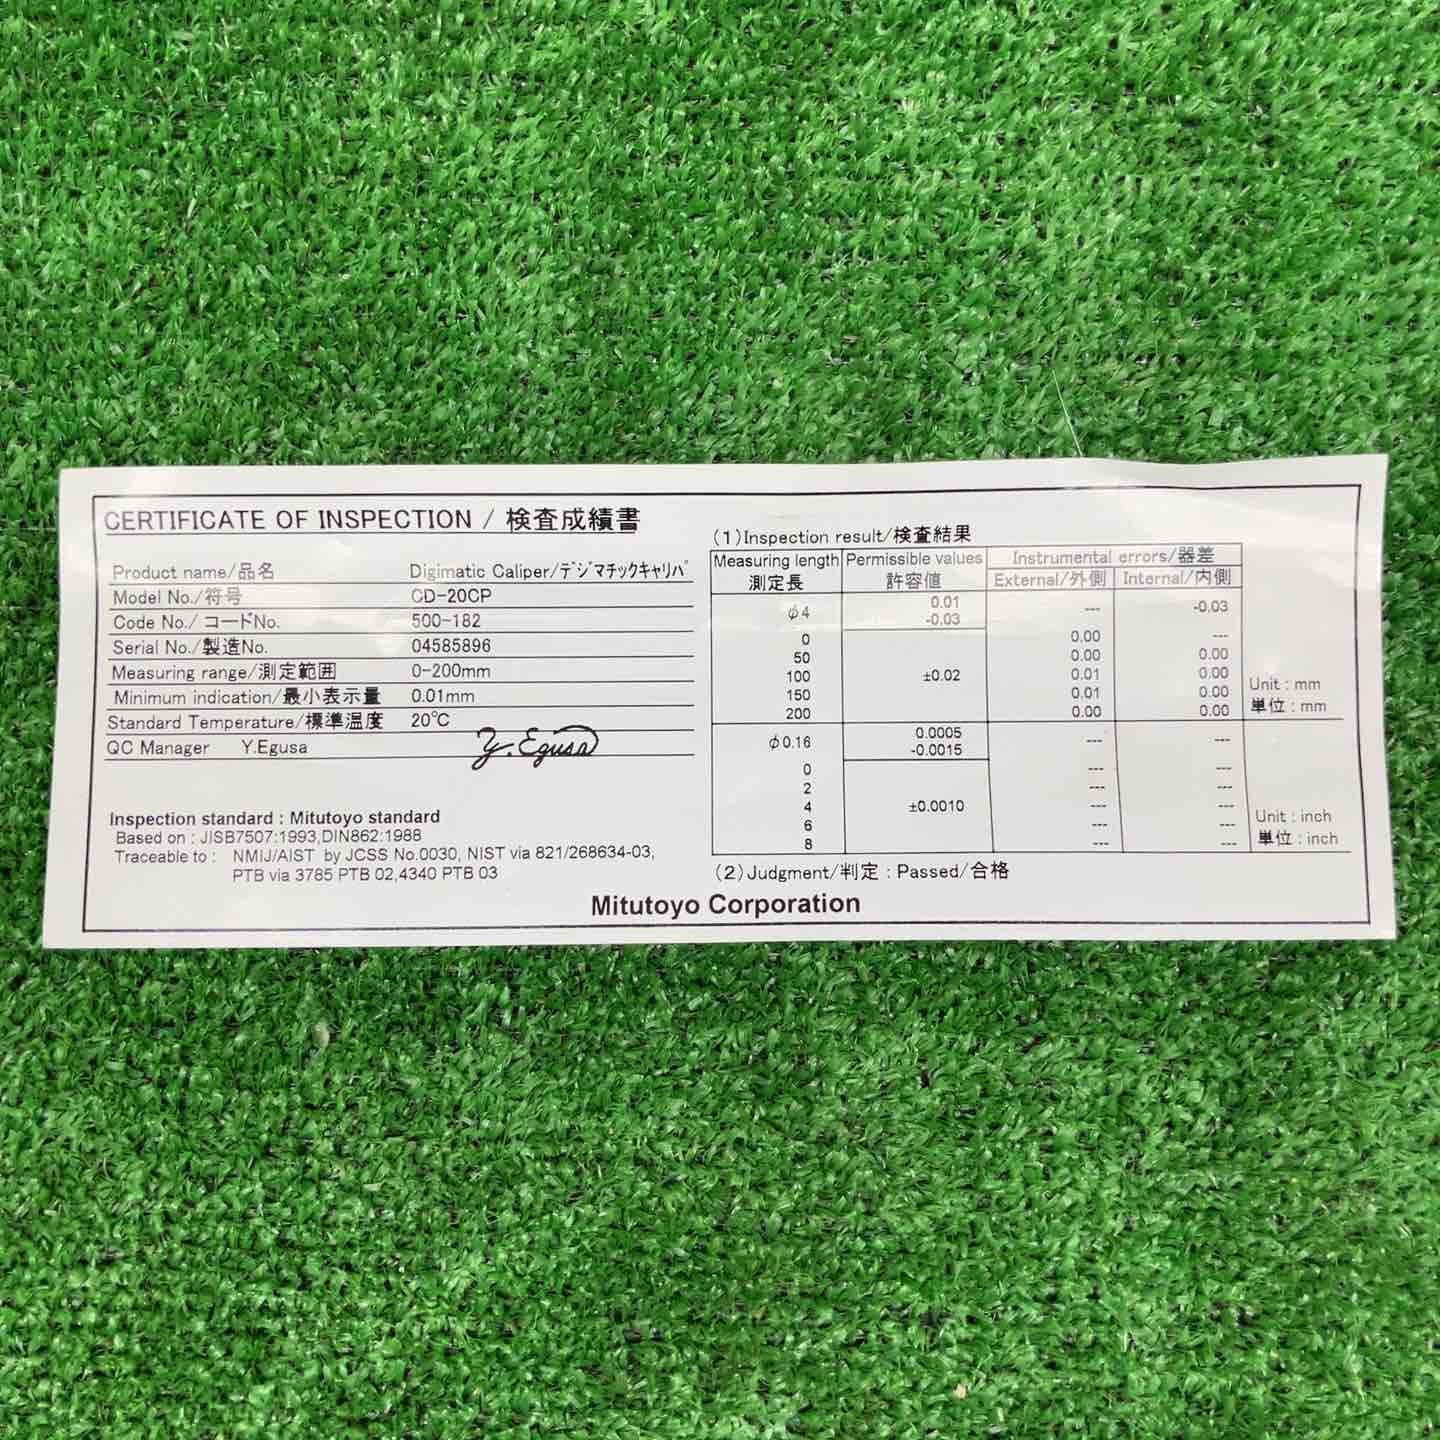 CERTIFICATE OF INSPECTION / 検査成績書
Product name/品名 Digimatic Caliper/デジマチックキャリパ
Model No./符号 CD-20CP
Code No./ コードNo. 500-182
Serial No./製造No. 04585896
Measuring range/測定範囲 0-200mm
Minimum indication/最小表示量 0.01mm
Standard Temperature/標準温度 20℃
QC Manager Y.Egusa Y.Egusa
Inspection standard : Mitutoyo standard
Based on : JISB7507:1993,DIN862:1988
Traceable to : NMIJ/AIST by JCSS No.0030, NIST via 821/268634-03,
PTB via 3785 PTB 02,4340 PTB 03
(1)Inspection result/検査結果
Measuring length Permissible values Instrumental errors/器差
測定長 許容値 External/外側 Internal/内側
φ4 0.01 -0.03 --- -0.03
0 0.00 ---
50 0.00 0.00
100 ±0.02 0.01 0.00
150 0.01 0.00
200 0.00 0.00
Unit : mm
単位 : mm
φ0.16 0.0005 -0.0015 --- ---
0 --- ---
2 --- ---
4 ±0.0010 --- ---
6 --- ---
8 --- ---
Unit : inch
単位 : inch
(2)Judgment/判定 : Passed/合格
Mitutoyo Corporation